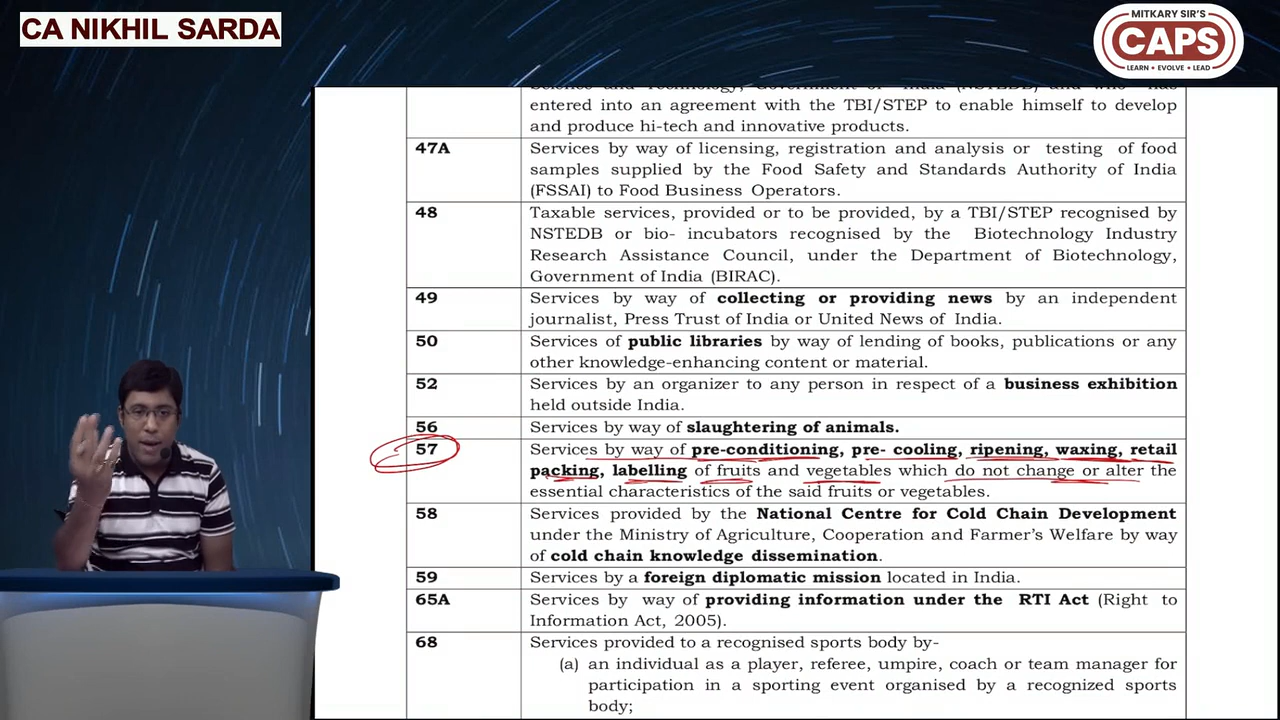 CA NIKHIL SARDA
MITKARY SIR'S
CAPS
LEARN • EVOLVE • LEAD
Science and Technology, Government of India (NSTEDB) and who has
entered into an agreement with the TBI/STEP to enable himself to develop
and produce hi-tech and innovative products.
47A
Services by way of licensing, registration and analysis or testing of food
samples supplied by the Food Safety and Standards Authority of India
(FSSAI) to Food Business Operators.
48
Taxable services, provided or to be provided, by a TBI/STEP recognised by
NSTEDB or bio- incubators recognised by the Biotechnology Industry
Research Assistance Council, under the Department of Biotechnology,
Government of India (BIRAC).
49
Services by way of collecting or providing news by an independent
journalist, Press Trust of India or United News of India.
50
Services of public libraries by way of lending of books, publications or any
other knowledge-enhancing content or material.
52
Services by an organizer to any person in respect of a business exhibition
held outside India.
56
Services by way of slaughtering of animals.
57
Services by way of pre-conditioning, pre- cooling, ripening, waxing, retail
packing, labelling of fruits and vegetables which do not change or alter the
essential characteristics of the said fruits or vegetables.
58
Services provided by the National Centre for Cold Chain Development
under the Ministry of Agriculture, Cooperation and Farmer's Welfare by way
of cold chain knowledge dissemination.
59
Services by a foreign diplomatic mission located in India.
65A
Services by way of providing information under the RTI Act (Right to
Information Act, 2005).
68
Services provided to a recognised sports body by-
(a) an individual as a player, referee, umpire, coach or team manager for
participation in a sporting event organised by a recognized sports
body;